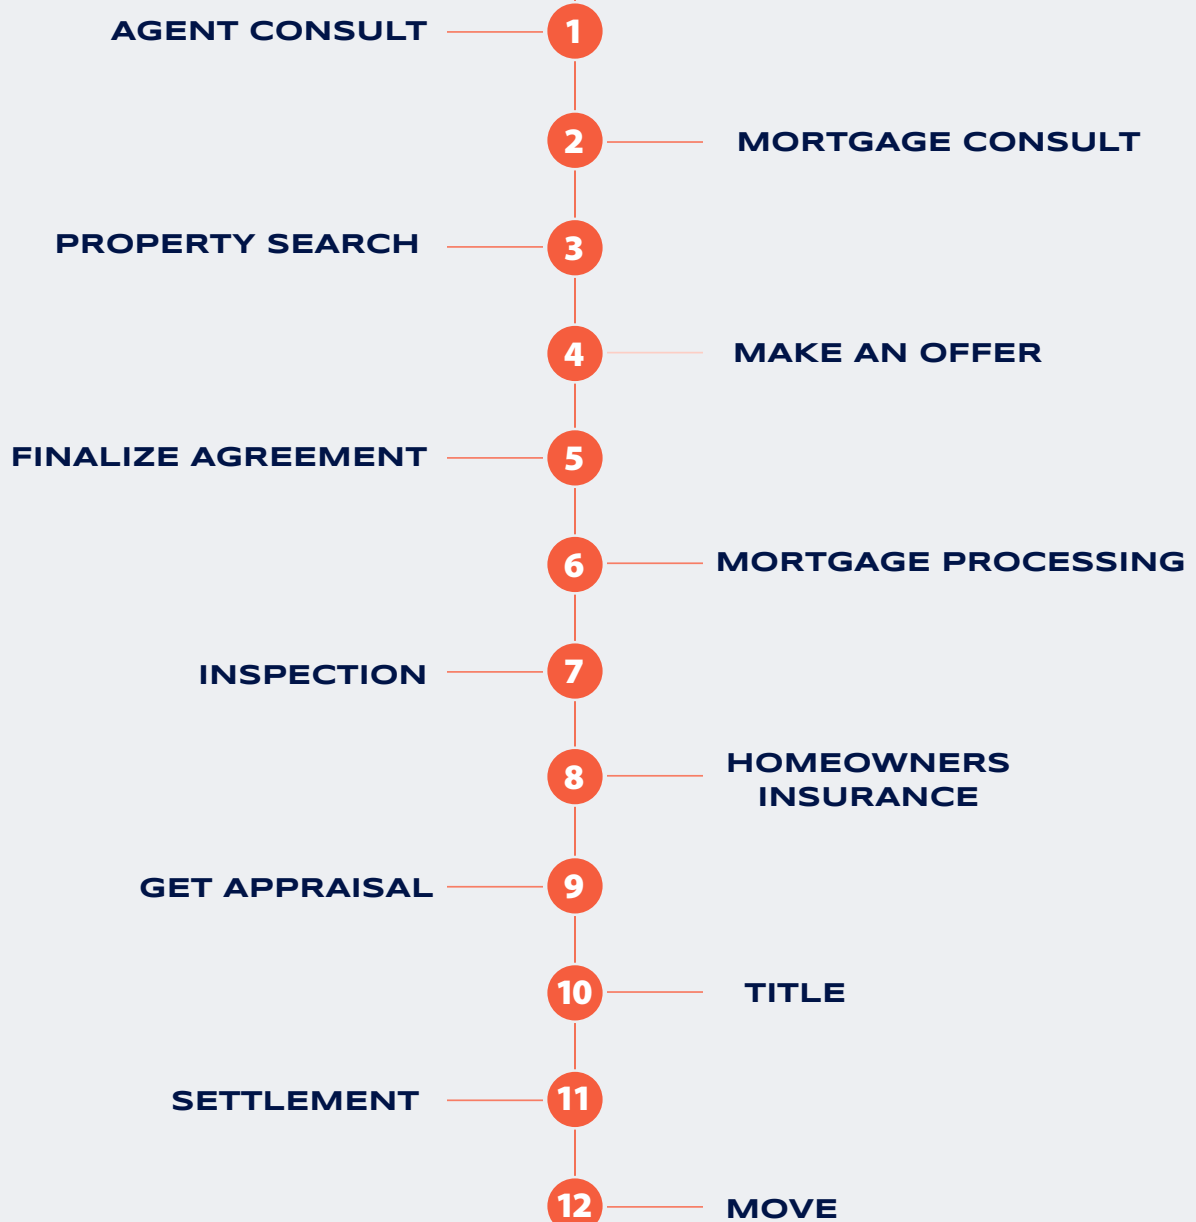 AGENT CONSULT
1
2
MORTGAGE CONSULT
PROPERTY SEARCH
3
4
MAKE AN OFFER
FINALIZE AGREEMENT
5
6
MORTGAGE PROCESSING
INSPECTION
7
8
HOMEOWNERS
INSURANCE
GET APPRAISAL
9
10
TITLE
SETTLEMENT
11
12
MOVE